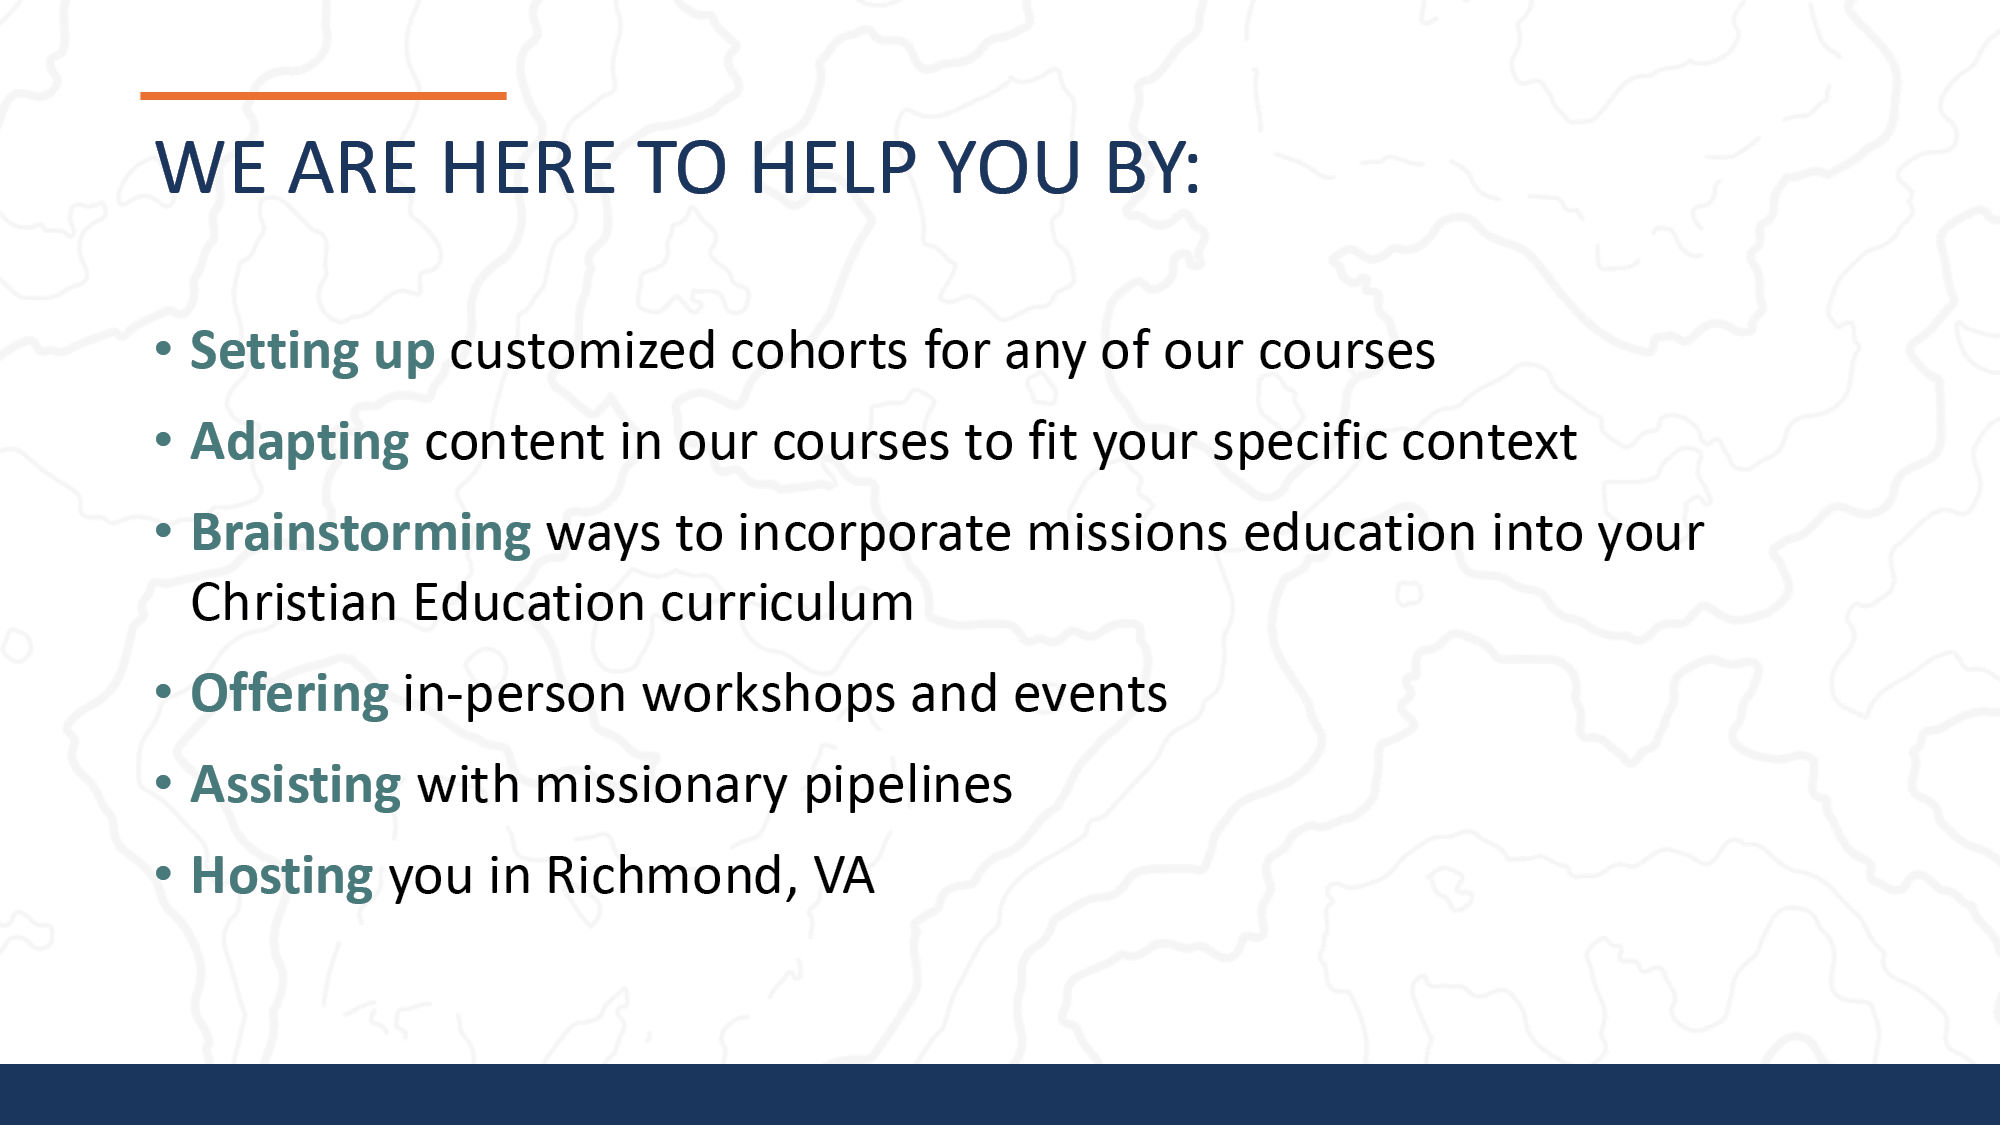 WE ARE HERE TO HELP YOU BY:
• Setting up customized cohorts for any of our courses
• Adapting content in our courses to fit your specific context
• Brainstorming ways to incorporate missions education into your
Christian Education curriculum
• Offering in-person workshops and events
• Assisting with missionary pipelines
• Hosting you in Richmond, VA